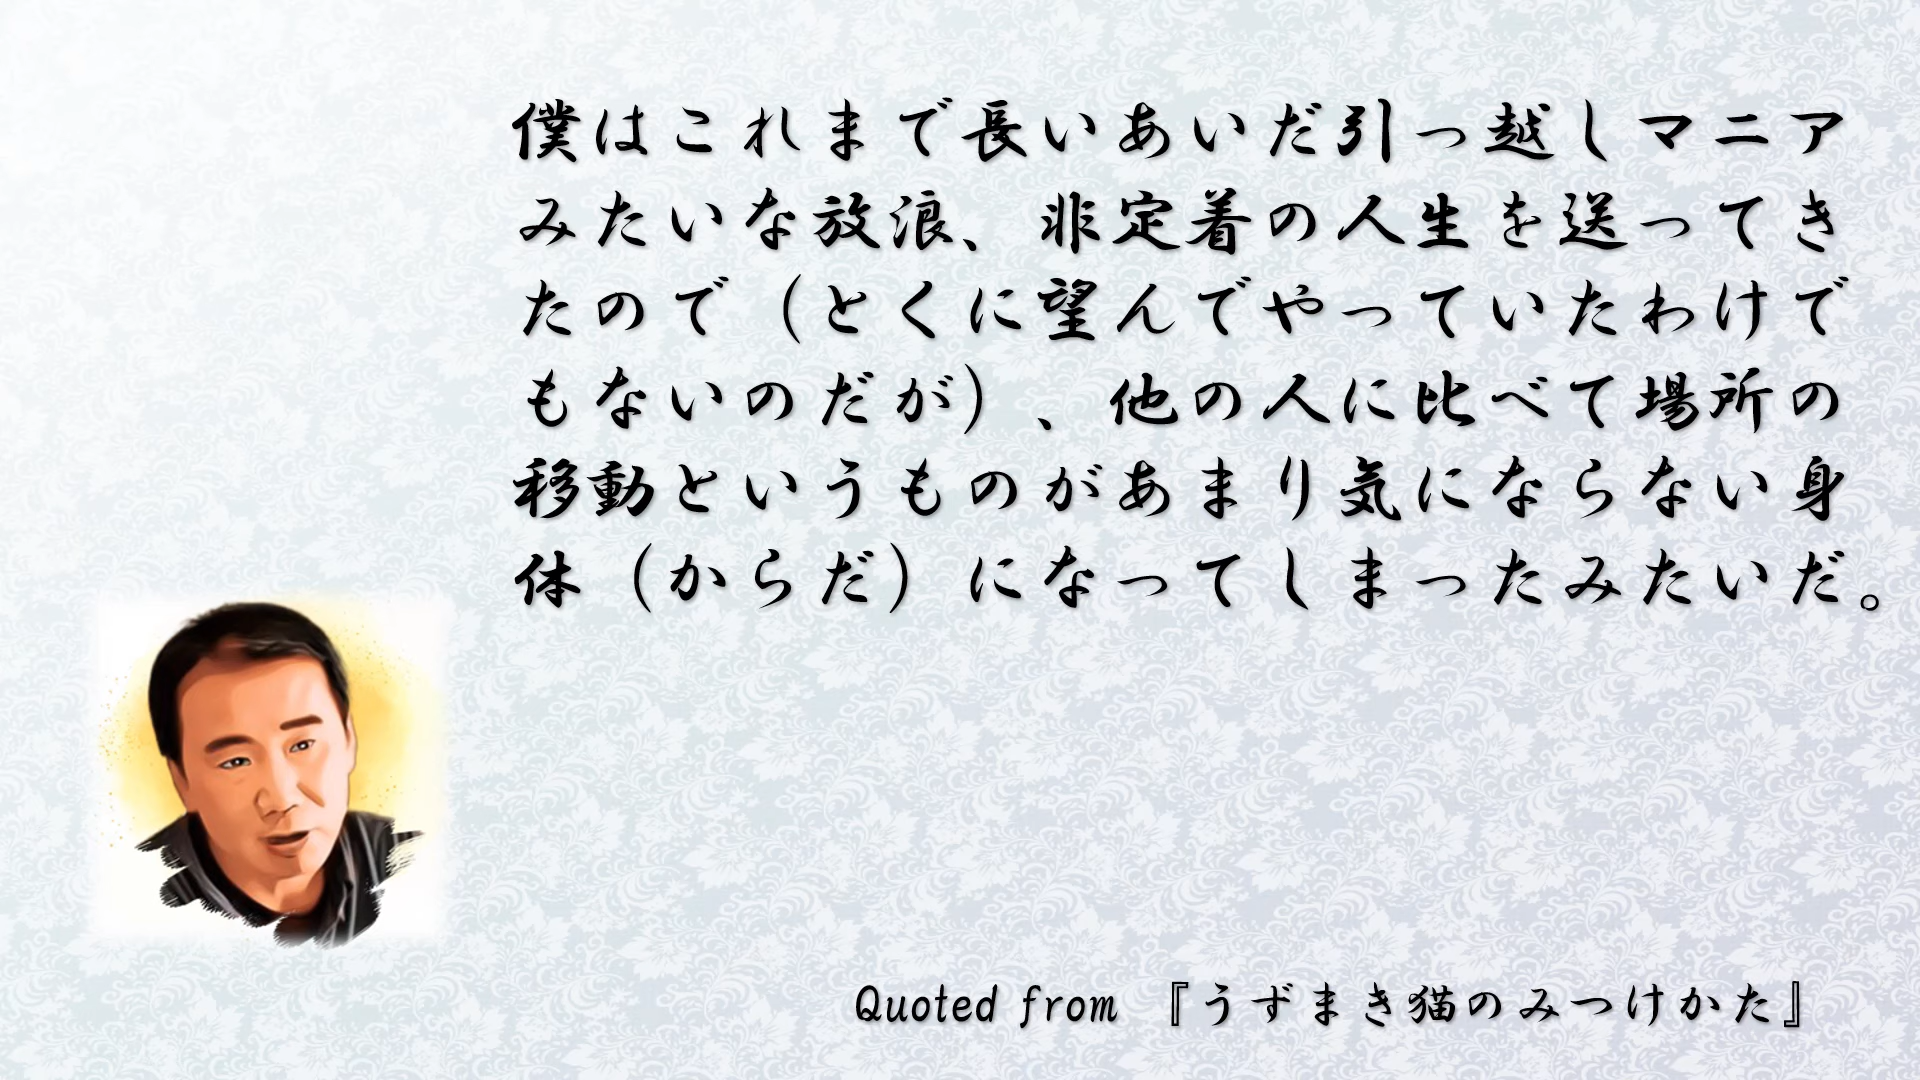 僕はこれまで長いあいだ引っ越しマニア
みたいな放浪、非定着の人生を送ってき
たので（とくに望んでやっていたわけで
もないのだが）、他の人に比べて場所の
移動というものがあまり気にならない身
体（からだ）になってしまったみたいだ。
Quoted from 『うずまき猫のみつけかた』